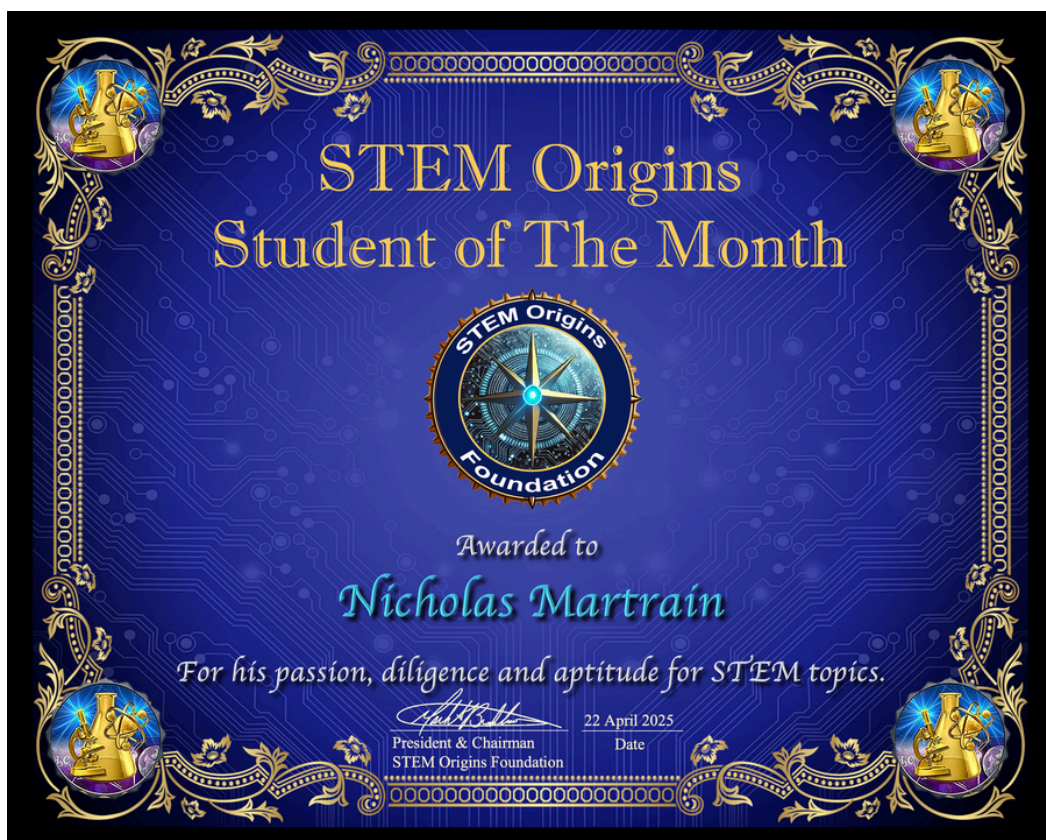 STEM Origins
Student of The Month
STEM Origins
Foundation
Awarded to
Nicholas Martrain
For his passion, diligence and aptitude for STEM topics.
22 April 2025
President & Chairman
Date
STEM Origins Foundation